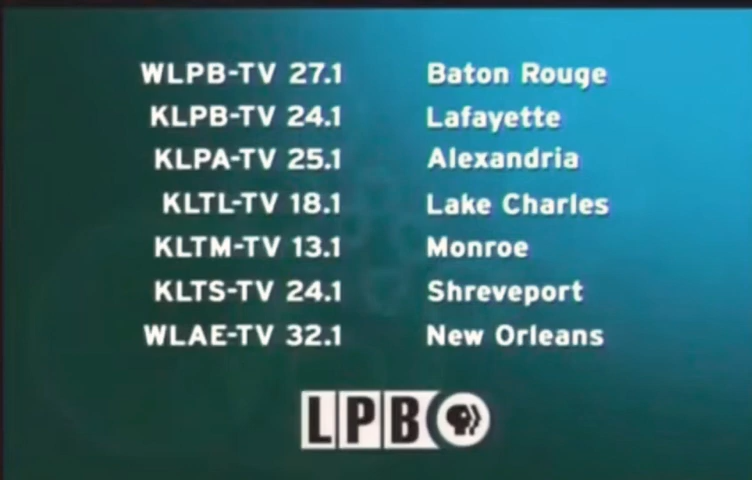 WLPB-TV 27.1 Baton Rouge
KLPB-TV 24.1 Lafayette
KLPA-TV 25.1 Alexandria
KLTL-TV 18.1 Lake Charles
KLTM-TV 13.1 Monroe
KLTS-TV 24.1 Shreveport
WLAE-TV 32.1 New Orleans
LPB